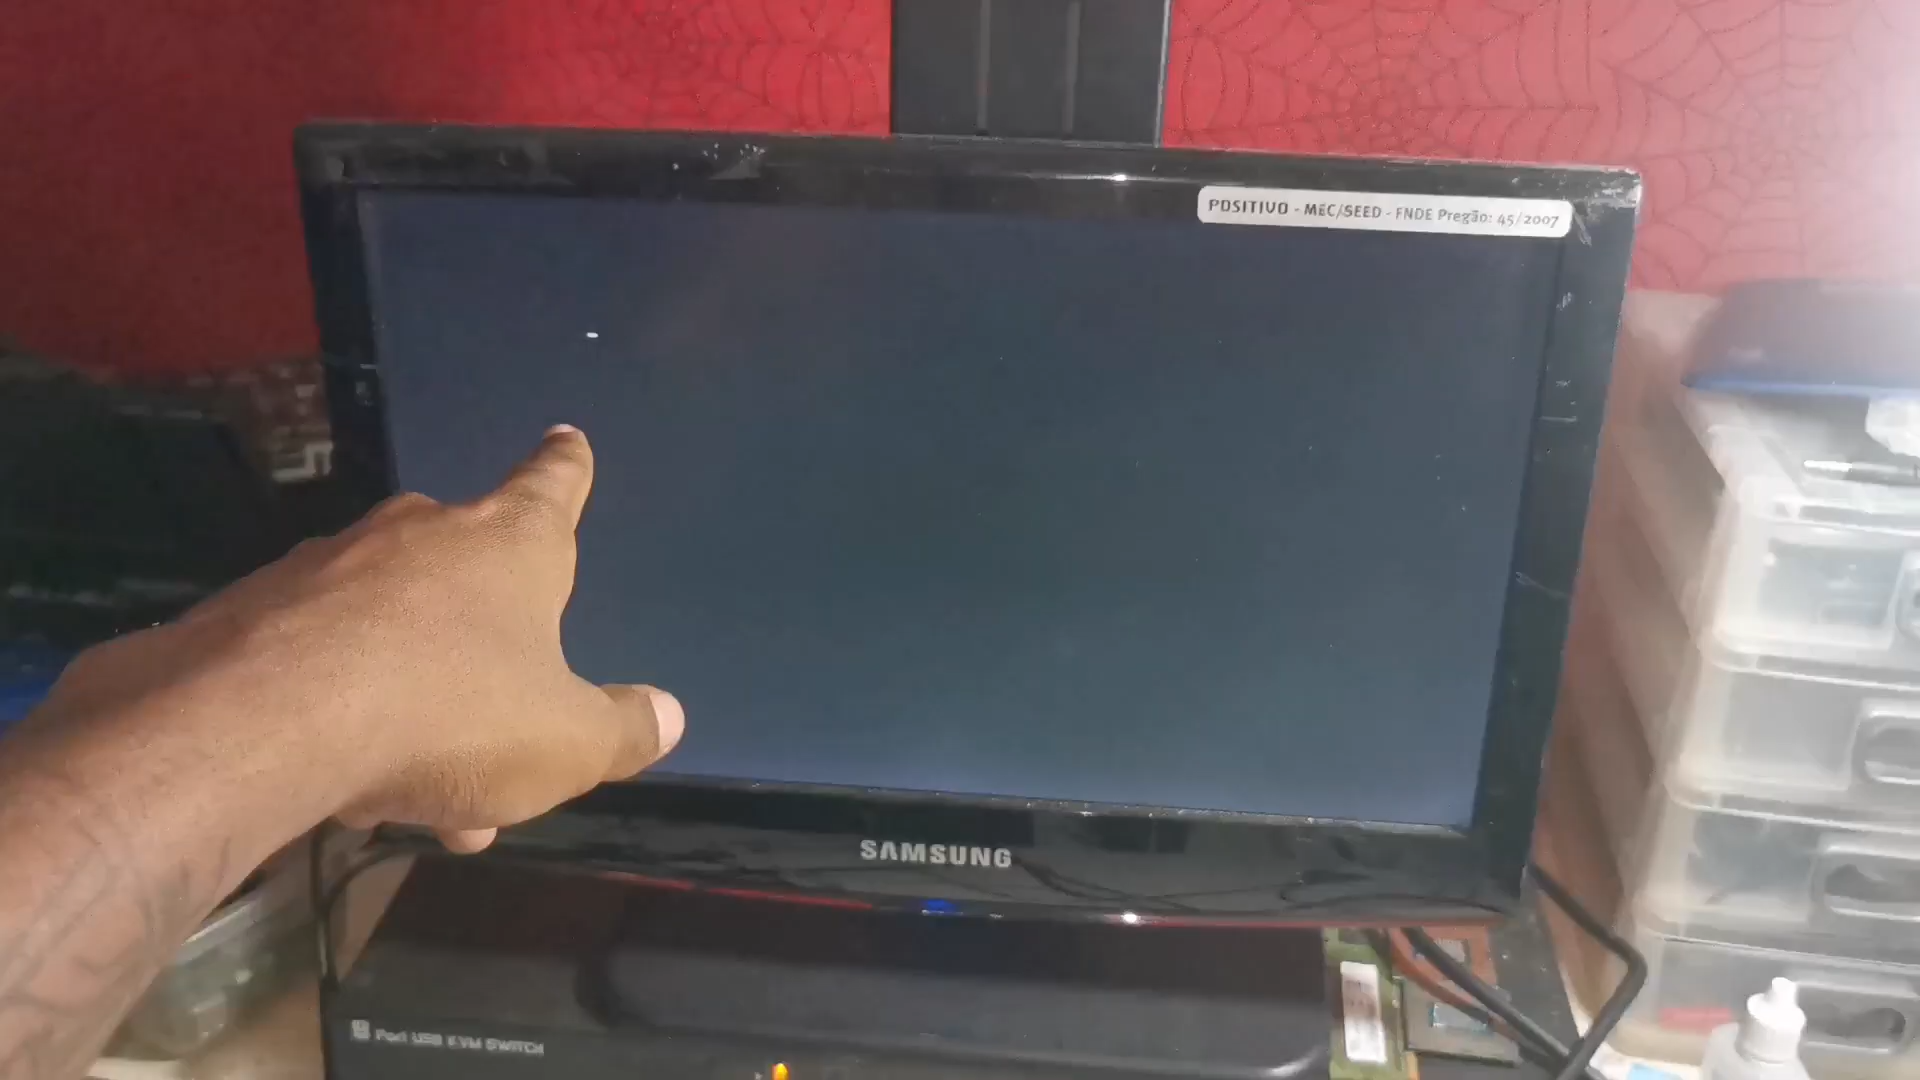 POSITIVO - MEC/SEED - FNDE Pregão: 45/2007
SAMSUNG
Port USB KVM SWITCH